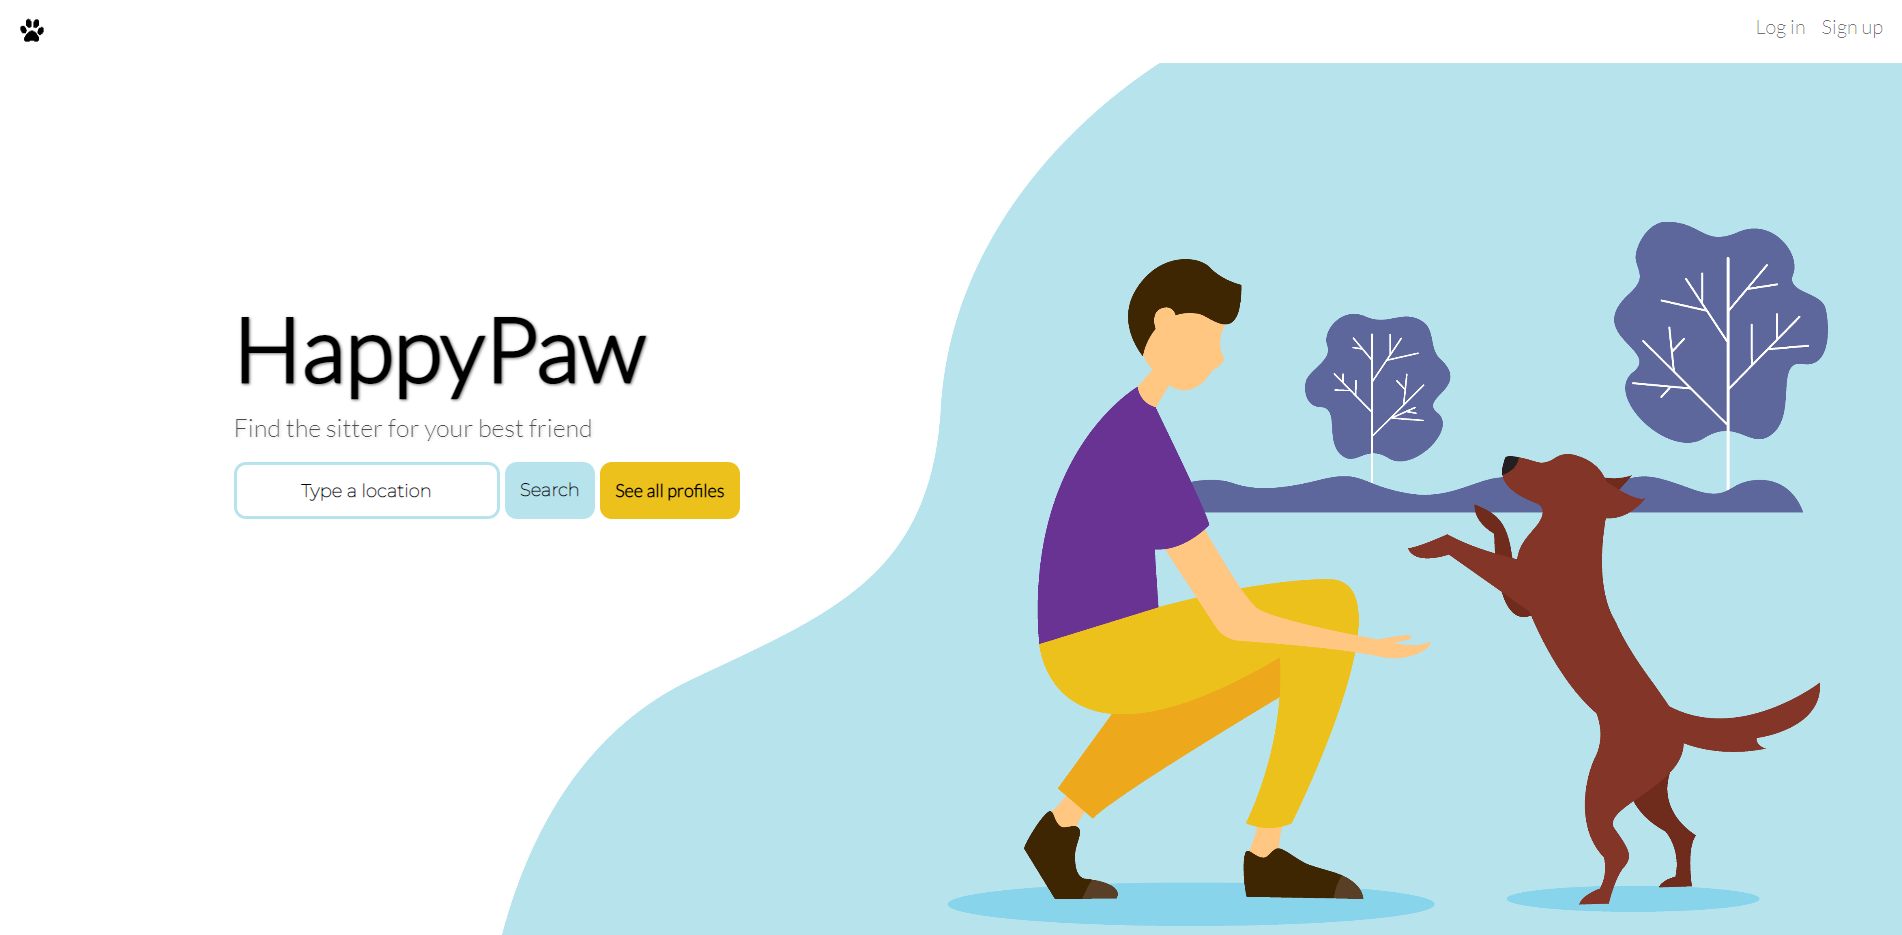 Log in Sign up
HappyPaw
Find the sitter for your best friend
Type a location Search See all profiles